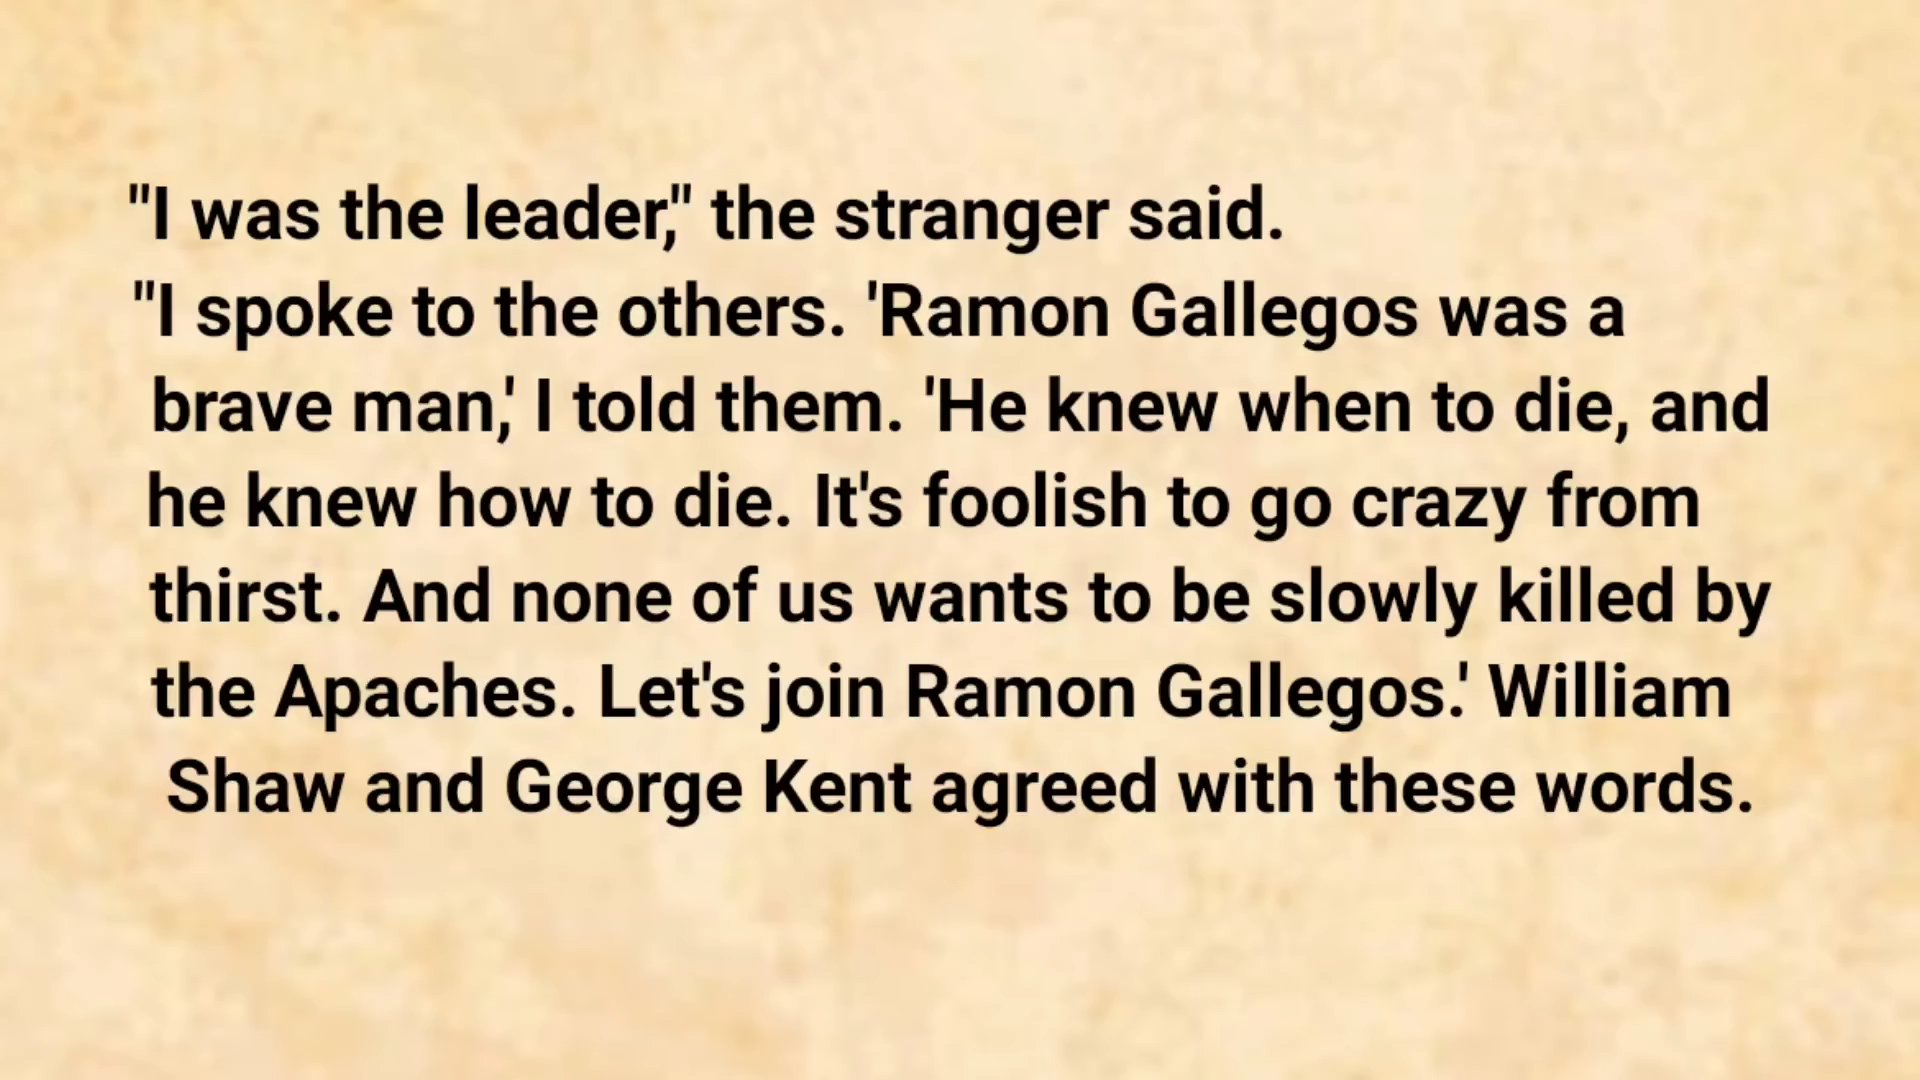 "I was the leader," the stranger said.
"I spoke to the others. 'Ramon Gallegos was a
brave man,' I told them. 'He knew when to die, and
he knew how to die. It's foolish to go crazy from
thirst. And none of us wants to be slowly killed by
the Apaches. Let's join Ramon Gallegos.' William
Shaw and George Kent agreed with these words.